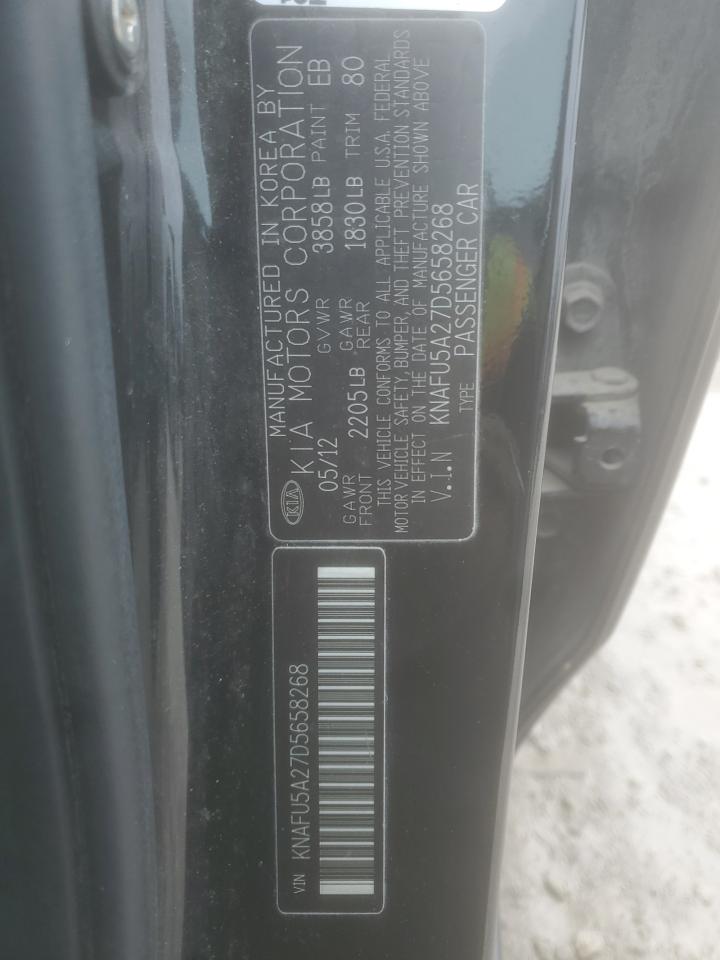 MANUFACTURED IN KOREA BY
KIA KIA MOTORS CORPORATION
05/12 GVWR 3858LB PAINT EB
GAWR FRONT 2205LB GAWR REAR 1830LB TRIM 80
THIS VEHICLE CONFORMS TO ALL APPLICABLE U.S.A. FEDERAL
MOTOR VEHICLE SAFETY, BUMPER, AND THEFT PREVENTION STANDARDS
IN EFFECT ON THE DATE OF MANUFACTURE SHOWN ABOVE
V.I.N KNAFU5A27D5658268
TYPE PASSENGER CAR
VIN KNAFU5A27D5658268